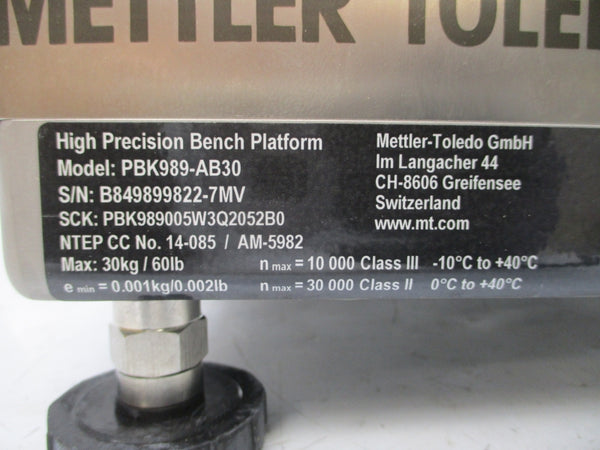 METTLER TOLE
High Precision Bench Platform
Model: PBK989-AB30
S/N: B849899822-7MV
SCK: PBK989005W3Q2052B0
NTEP CC No. 14-085 / AM-5982
Max: 30kg / 60lb n max = 10 000 Class III -10°C to +40°C
e min = 0.001kg/0.002lb n max = 30 000 Class II 0°C to +40°C
Mettler-Toledo GmbH
Im Langacher 44
CH-8606 Greifensee
Switzerland
www.mt.com